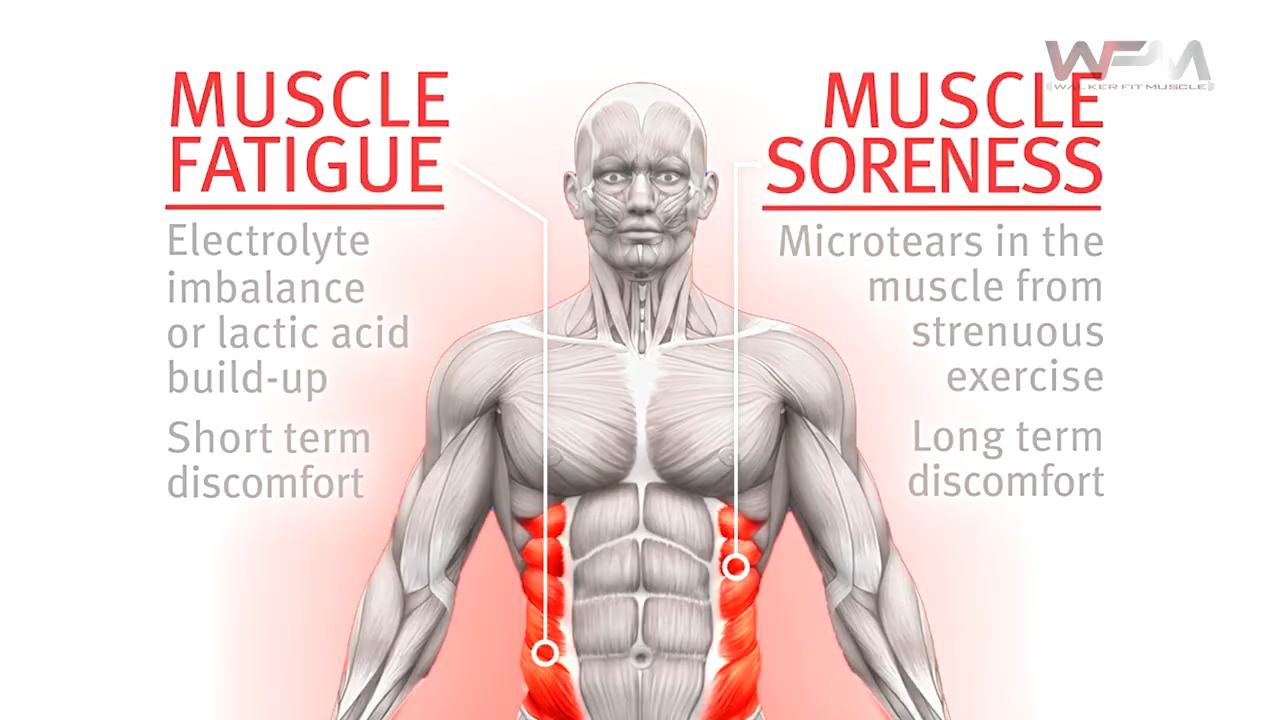 WFM
WALKER FIT MUSCLE
MUSCLE
FATIGUE
Electrolyte
imbalance
or lactic acid
build-up
Short term
discomfort
MUSCLE
SORENESS
Microtears in the
muscle from
strenuous
exercise
Long term
discomfort